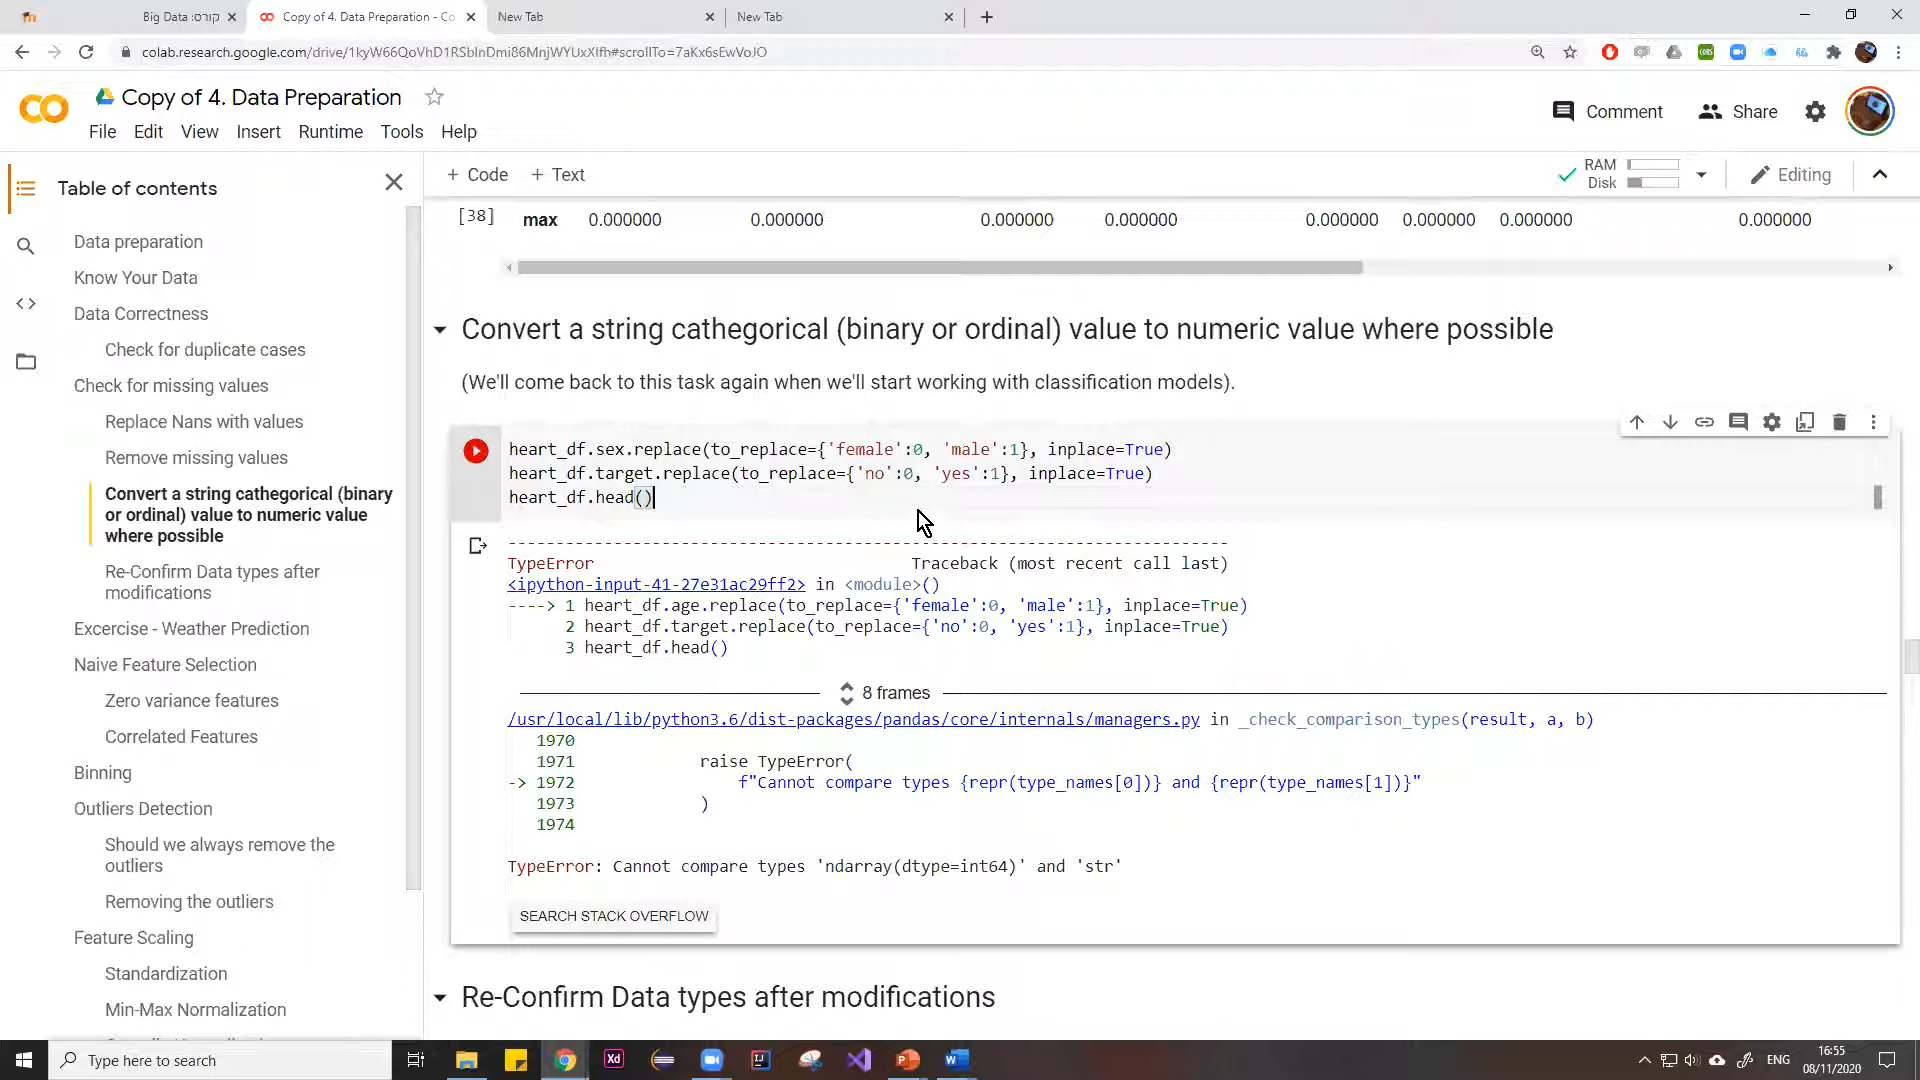 קורס: Big Data
Copy of 4. Data Preparation - Co
New Tab
New Tab
colab.research.google.com/drive/1kyW66QoVhD1RSbInDmi86MnjWYUxXlfh#scrollTo=7aKx6sEwVoJO
Copy of 4. Data Preparation
File Edit View Insert Runtime Tools Help
Comment
Share
Table of contents
Data preparation
Know Your Data
Data Correctness
Check for duplicate cases
Check for missing values
Replace Nans with values
Remove missing values
Convert a string cathegorical (binary
or ordinal) value to numeric value
where possible
Re-Confirm Data types after
modifications
Excercise - Weather Prediction
Naive Feature Selection
Zero variance features
Correlated Features
Binning
Outliers Detection
Should we always remove the
outliers
Removing the outliers
Feature Scaling
Standardization
Min-Max Normalization
+ Code + Text
RAM
Disk
Editing
[38] max 0.000000 0.000000 0.000000 0.000000 0.000000 0.000000 0.000000 0.000000
Convert a string cathegorical (binary or ordinal) value to numeric value where possible
(We'll come back to this task again when we'll start working with classification models).
heart_df.sex.replace(to_replace={'female':0, 'male':1}, inplace=True)
heart_df.target.replace(to_replace={'no':0, 'yes':1}, inplace=True)
heart_df.head()
---------------------------------------------------------------------------
TypeError Traceback (most recent call last)
<ipython-input-41-27e31ac29ff2> in <module>()
----> 1 heart_df.age.replace(to_replace={'female':0, 'male':1}, inplace=True)
2 heart_df.target.replace(to_replace={'no':0, 'yes':1}, inplace=True)
3 heart_df.head()
8 frames
/usr/local/lib/python3.6/dist-packages/pandas/core/internals/managers.py in _check_comparison_types(result, a, b)
1970
1971 raise TypeError(
-> 1972 f"Cannot compare types {repr(type_names[0])} and {repr(type_names[1])}"
1973 )
1974
TypeError: Cannot compare types 'ndarray(dtype=int64)' and 'str'
SEARCH STACK OVERFLOW
Re-Confirm Data types after modifications
Type here to search
Xd
ENG
16:55
08/11/2020